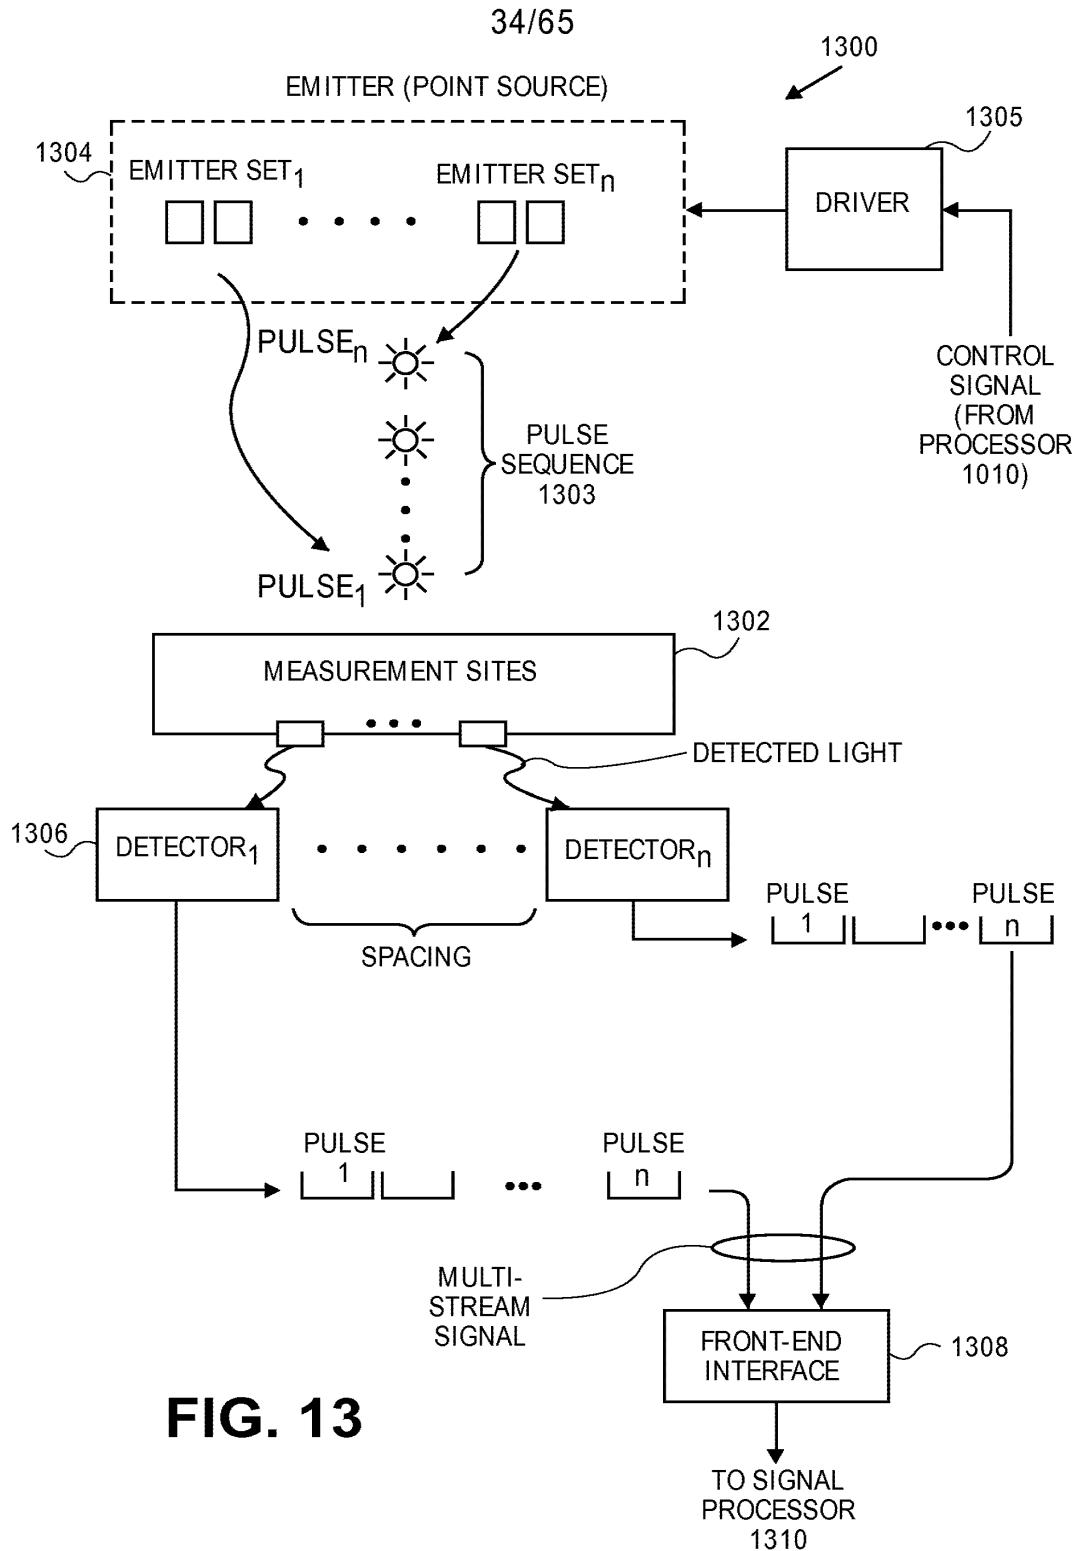 34/65
1300
EMITTER (POINT SOURCE)
1304
EMITTER SET1
EMITTER SETn
1305
DRIVER
CONTROL
SIGNAL
(FROM
PROCESSOR
1010)
PULSEn
PULSE
SEQUENCE
1303
PULSE1
1302
MEASUREMENT SITES
DETECTED LIGHT
1306
DETECTOR1
DETECTORn
SPACING
PULSE
1
PULSE
n
PULSE
1
PULSE
n
MULTI-
STREAM
SIGNAL
FRONT-END
INTERFACE
1308
FIG. 13
TO SIGNAL
PROCESSOR
1310